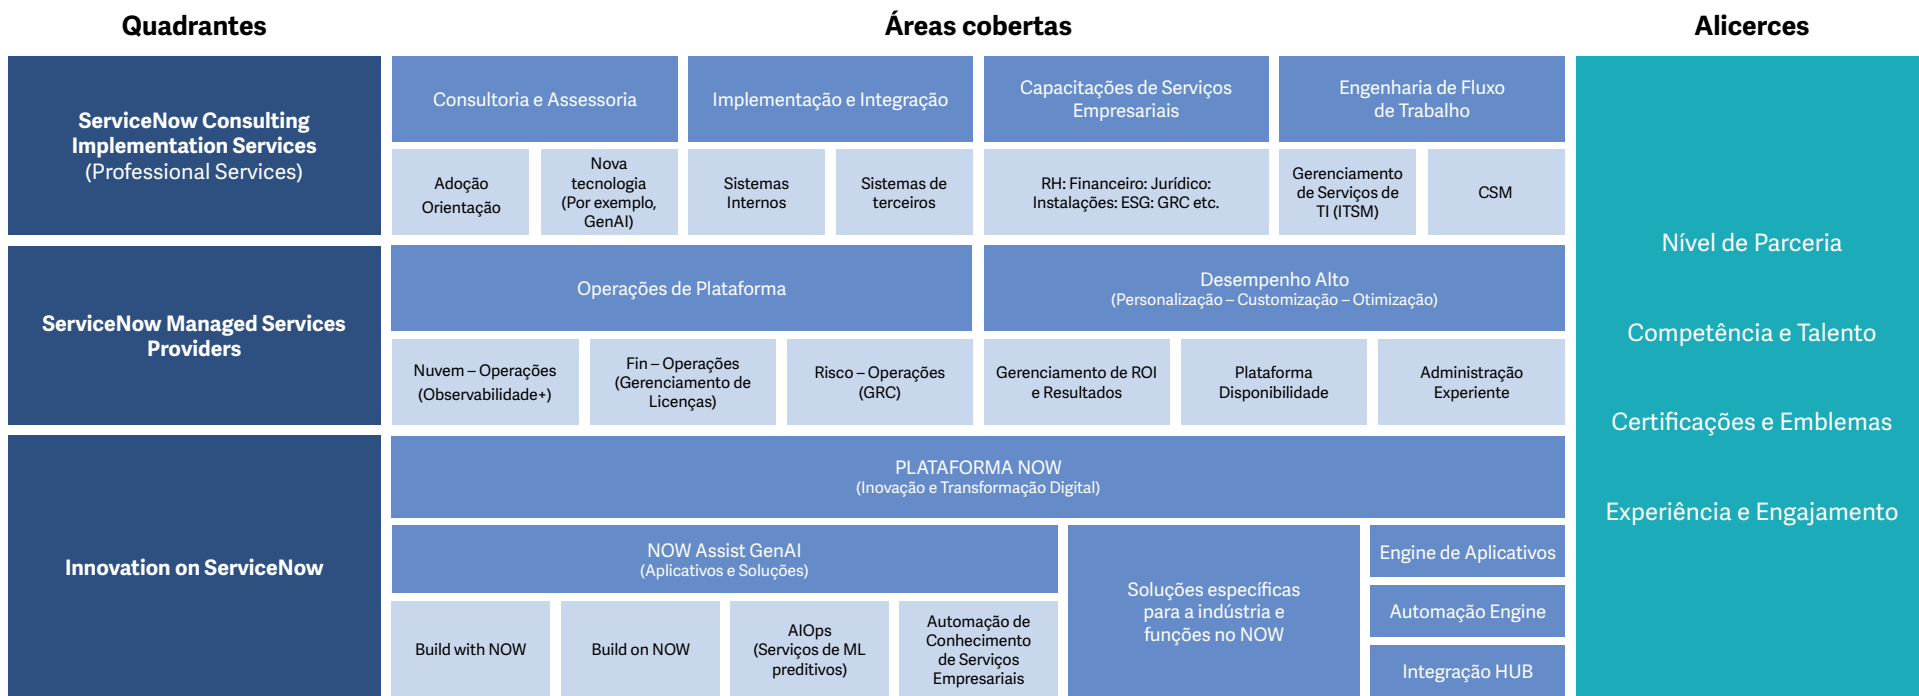 Quadrantes
Áreas cobertas
Alicerces
ServiceNow Consulting
Implementation Services
(Professional Services)
Consultoria e Assessoria
Implementação e Integração
Capacitações de Serviços
Empresariais
Engenharia de Fluxo
de Trabalho
Adoção
Orientação
Nova
tecnologia
(Por exemplo,
GenAI)
Sistemas
Internos
Sistemas de
terceiros
RH: Financeiro: Jurídico:
Instalações: ESG: GRC etc.
Gerenciamento
de Serviços de
TI (ITSM)
CSM
ServiceNow Managed Services
Providers
Operações de Plataforma
Desempenho Alto
(Personalização – Customização – Otimização)
Nuvem – Operações
(Observabilidade+)
Fin – Operações
(Gerenciamento de
Licenças)
Risco – Operações
(GRC)
Gerenciamento de ROI
e Resultados
Plataforma
Disponibilidade
Administração
Experiente
Innovation on ServiceNow
PLATAFORMA NOW
(Inovação e Transformação Digital)
NOW Assist GenAI
(Aplicativos e Soluções)
Build with NOW
Build on NOW
AIOps
(Serviços de ML
preditivos)
Automação de
Conhecimento
de Serviços
Empresariais
Soluções específicas
para a indústria e
funções no NOW
Engine de Aplicativos
Automação Engine
Integração HUB
Nível de Parceria
Competência e Talento
Certificações e Emblemas
Experiência e Engajamento